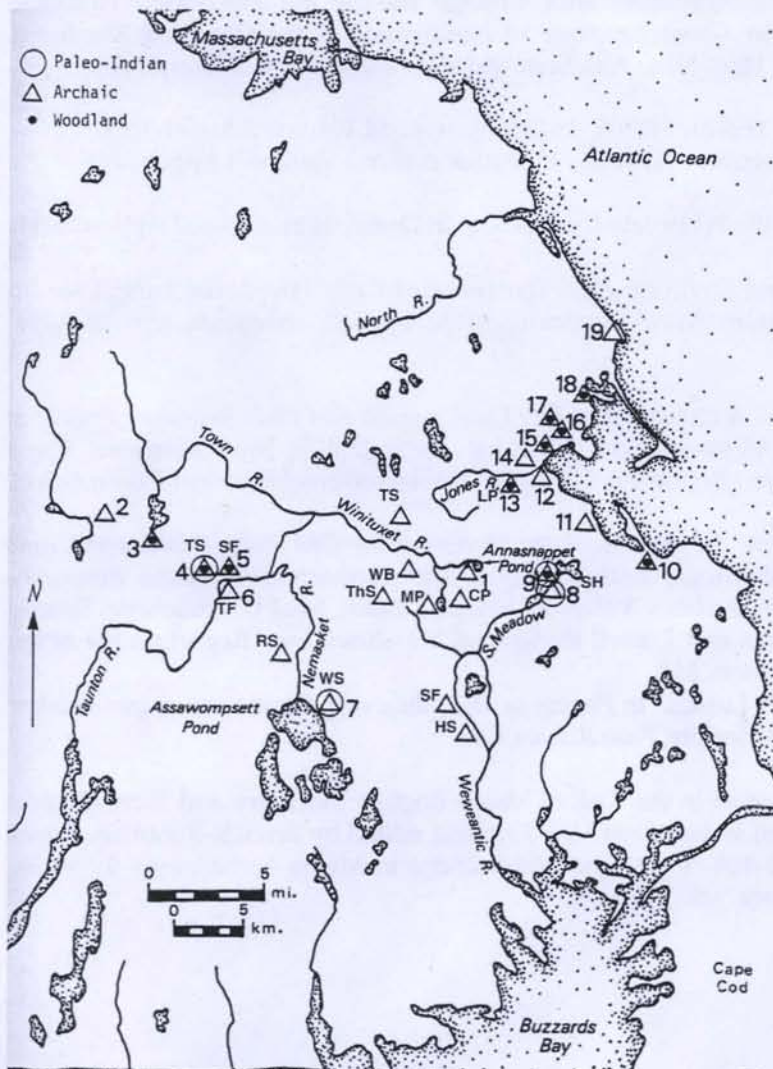 Massachusetts
Bay
Paleo-Indian
Archaic
Woodland
Atlantic Ocean
North R.
19
18
17
16
15
14
Town
R.
Jones R.
LP
13
12
TS
2
Winituxet R.
11
3
TS
SF
4
5
Annasnappet
Pond
WB
1
9
SH
10
6
TF
ThS
MP
CP
8
R.
S. Meadow
RS
Nemasket
N
Taunton R.
WS
SF
Assawompsett
Pond
HS
Weweantic
0
5
mi.
0
5
km.
Cape
Cod
Buzzards
Bay